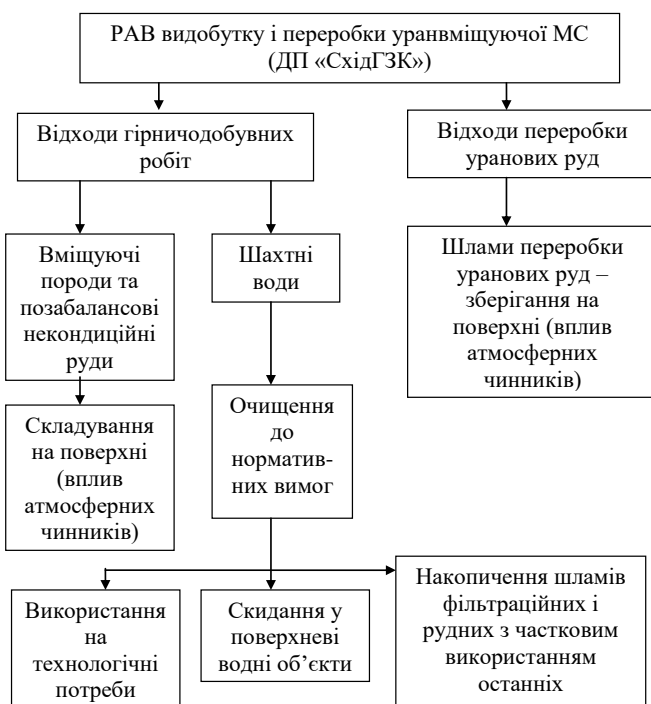 РАВ видобутку і переробки уранвміщуючої МС
(ДП «СхідГЗК»)
Відходи гірничодобувних
робіт
Відходи переробки
уранових руд
Вміщуючі
породи та
позабалансові
некондиційні
руди
Шахтні
води
Шлами переробки
уранових руд –
зберігання на
поверхні (вплив
атмосферних
чинників)
Складування
на поверхні
(вплив
атмосферних
чинників)
Очищення
до
норматив-
них вимог
Використання
на
технологічні
потреби
Скидання у
поверхневі
водні об’єкти
Накопичення шламів
фільтраційних і
рудних з частковим
використанням
останніх